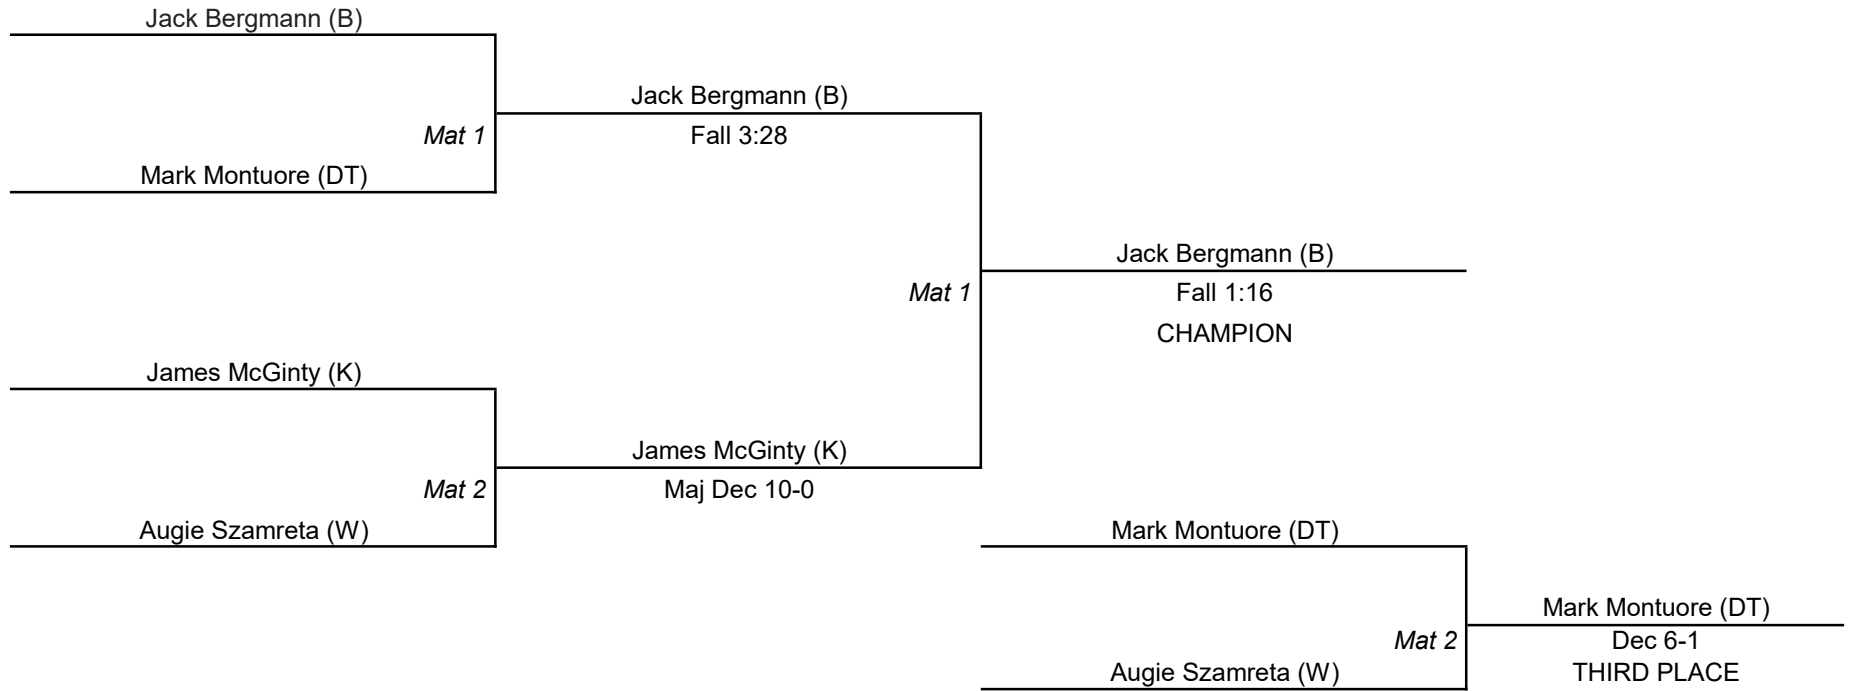 Jack Bergmann (B)
Jack Bergmann (B)
Mat 1
Fall 3:28
Mark Montuore (DT)
Jack Bergmann (B)
Mat 1
Fall 1:16
CHAMPION
James McGinty (K)
James McGinty (K)
Mat 2
Maj Dec 10-0
Augie Szamreta (W)
Mark Montuore (DT)
Mark Montuore (DT)
Mat 2
Dec 6-1
Augie Szamreta (W)
THIRD PLACE